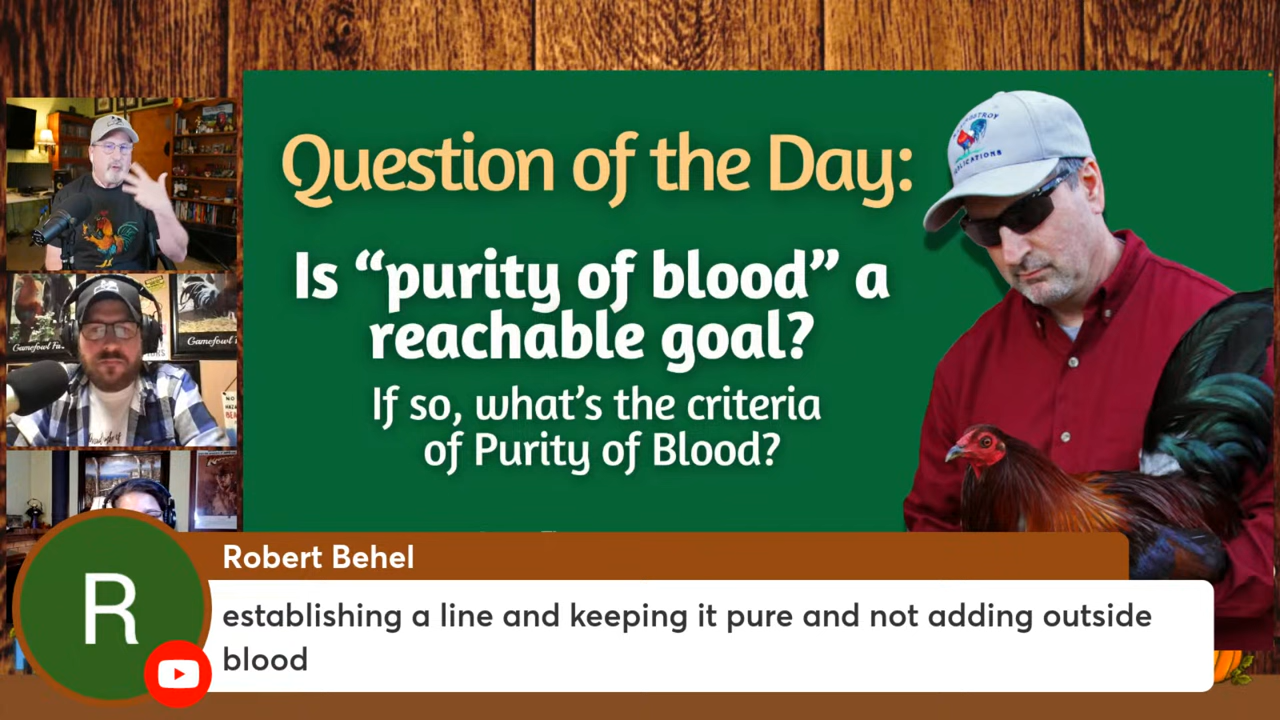 Question of the Day:
Is “purity of blood” a
reachable goal?
If so, what’s the criteria
of Purity of Blood?
R
Robert Behel
establishing a line and keeping it pure and not adding outside
blood